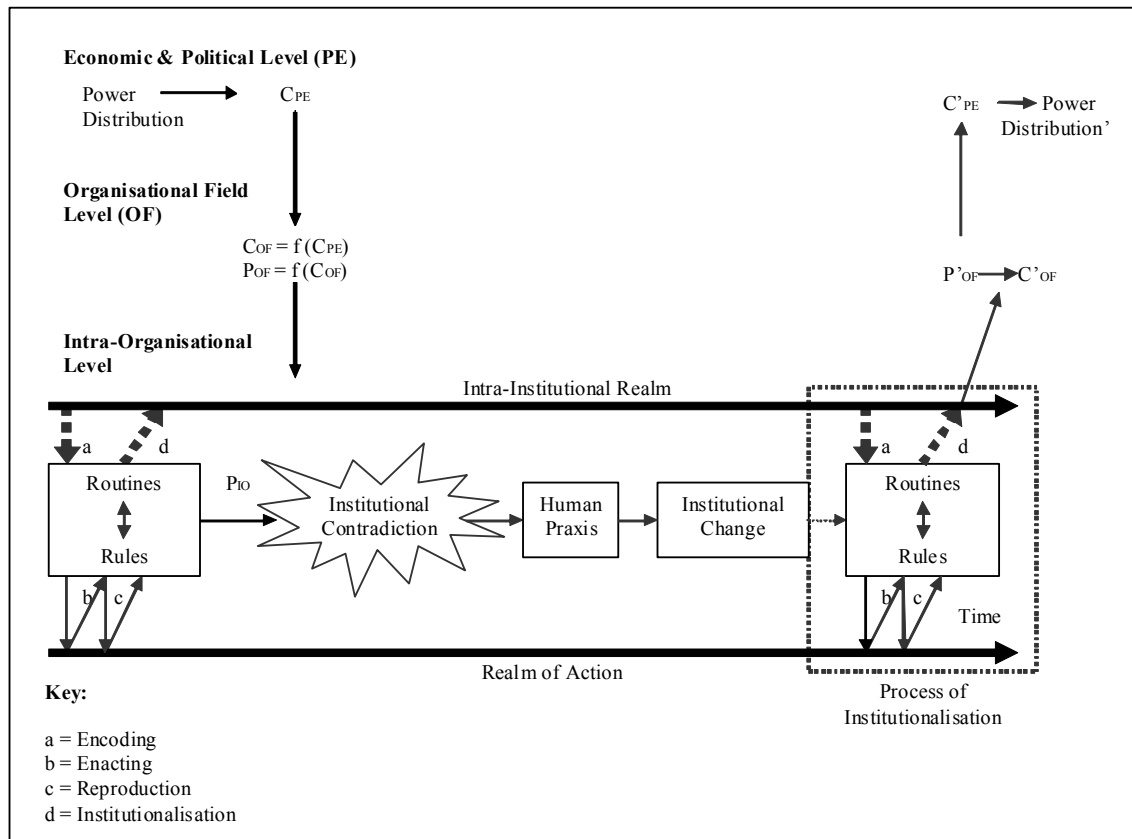 Economic & Political Level (PE)
Power
Distribution
CPE
C’PE
Power
Distribution’
Organisational Field
Level (OF)
COF = f (CPE)
POF = f (COF)
P’OF
C’OF
Intra-Organisational
Level
Intra-Institutional Realm
a
d
Routines
Rules
b
c
PIO
Institutional
Contradiction
Human
Praxis
Institutional
Change
a
d
Routines
Rules
b
c
Time
Realm of Action
Process of
Institutionalisation
Key:
a = Encoding
b = Enacting
c = Reproduction
d = Institutionalisation